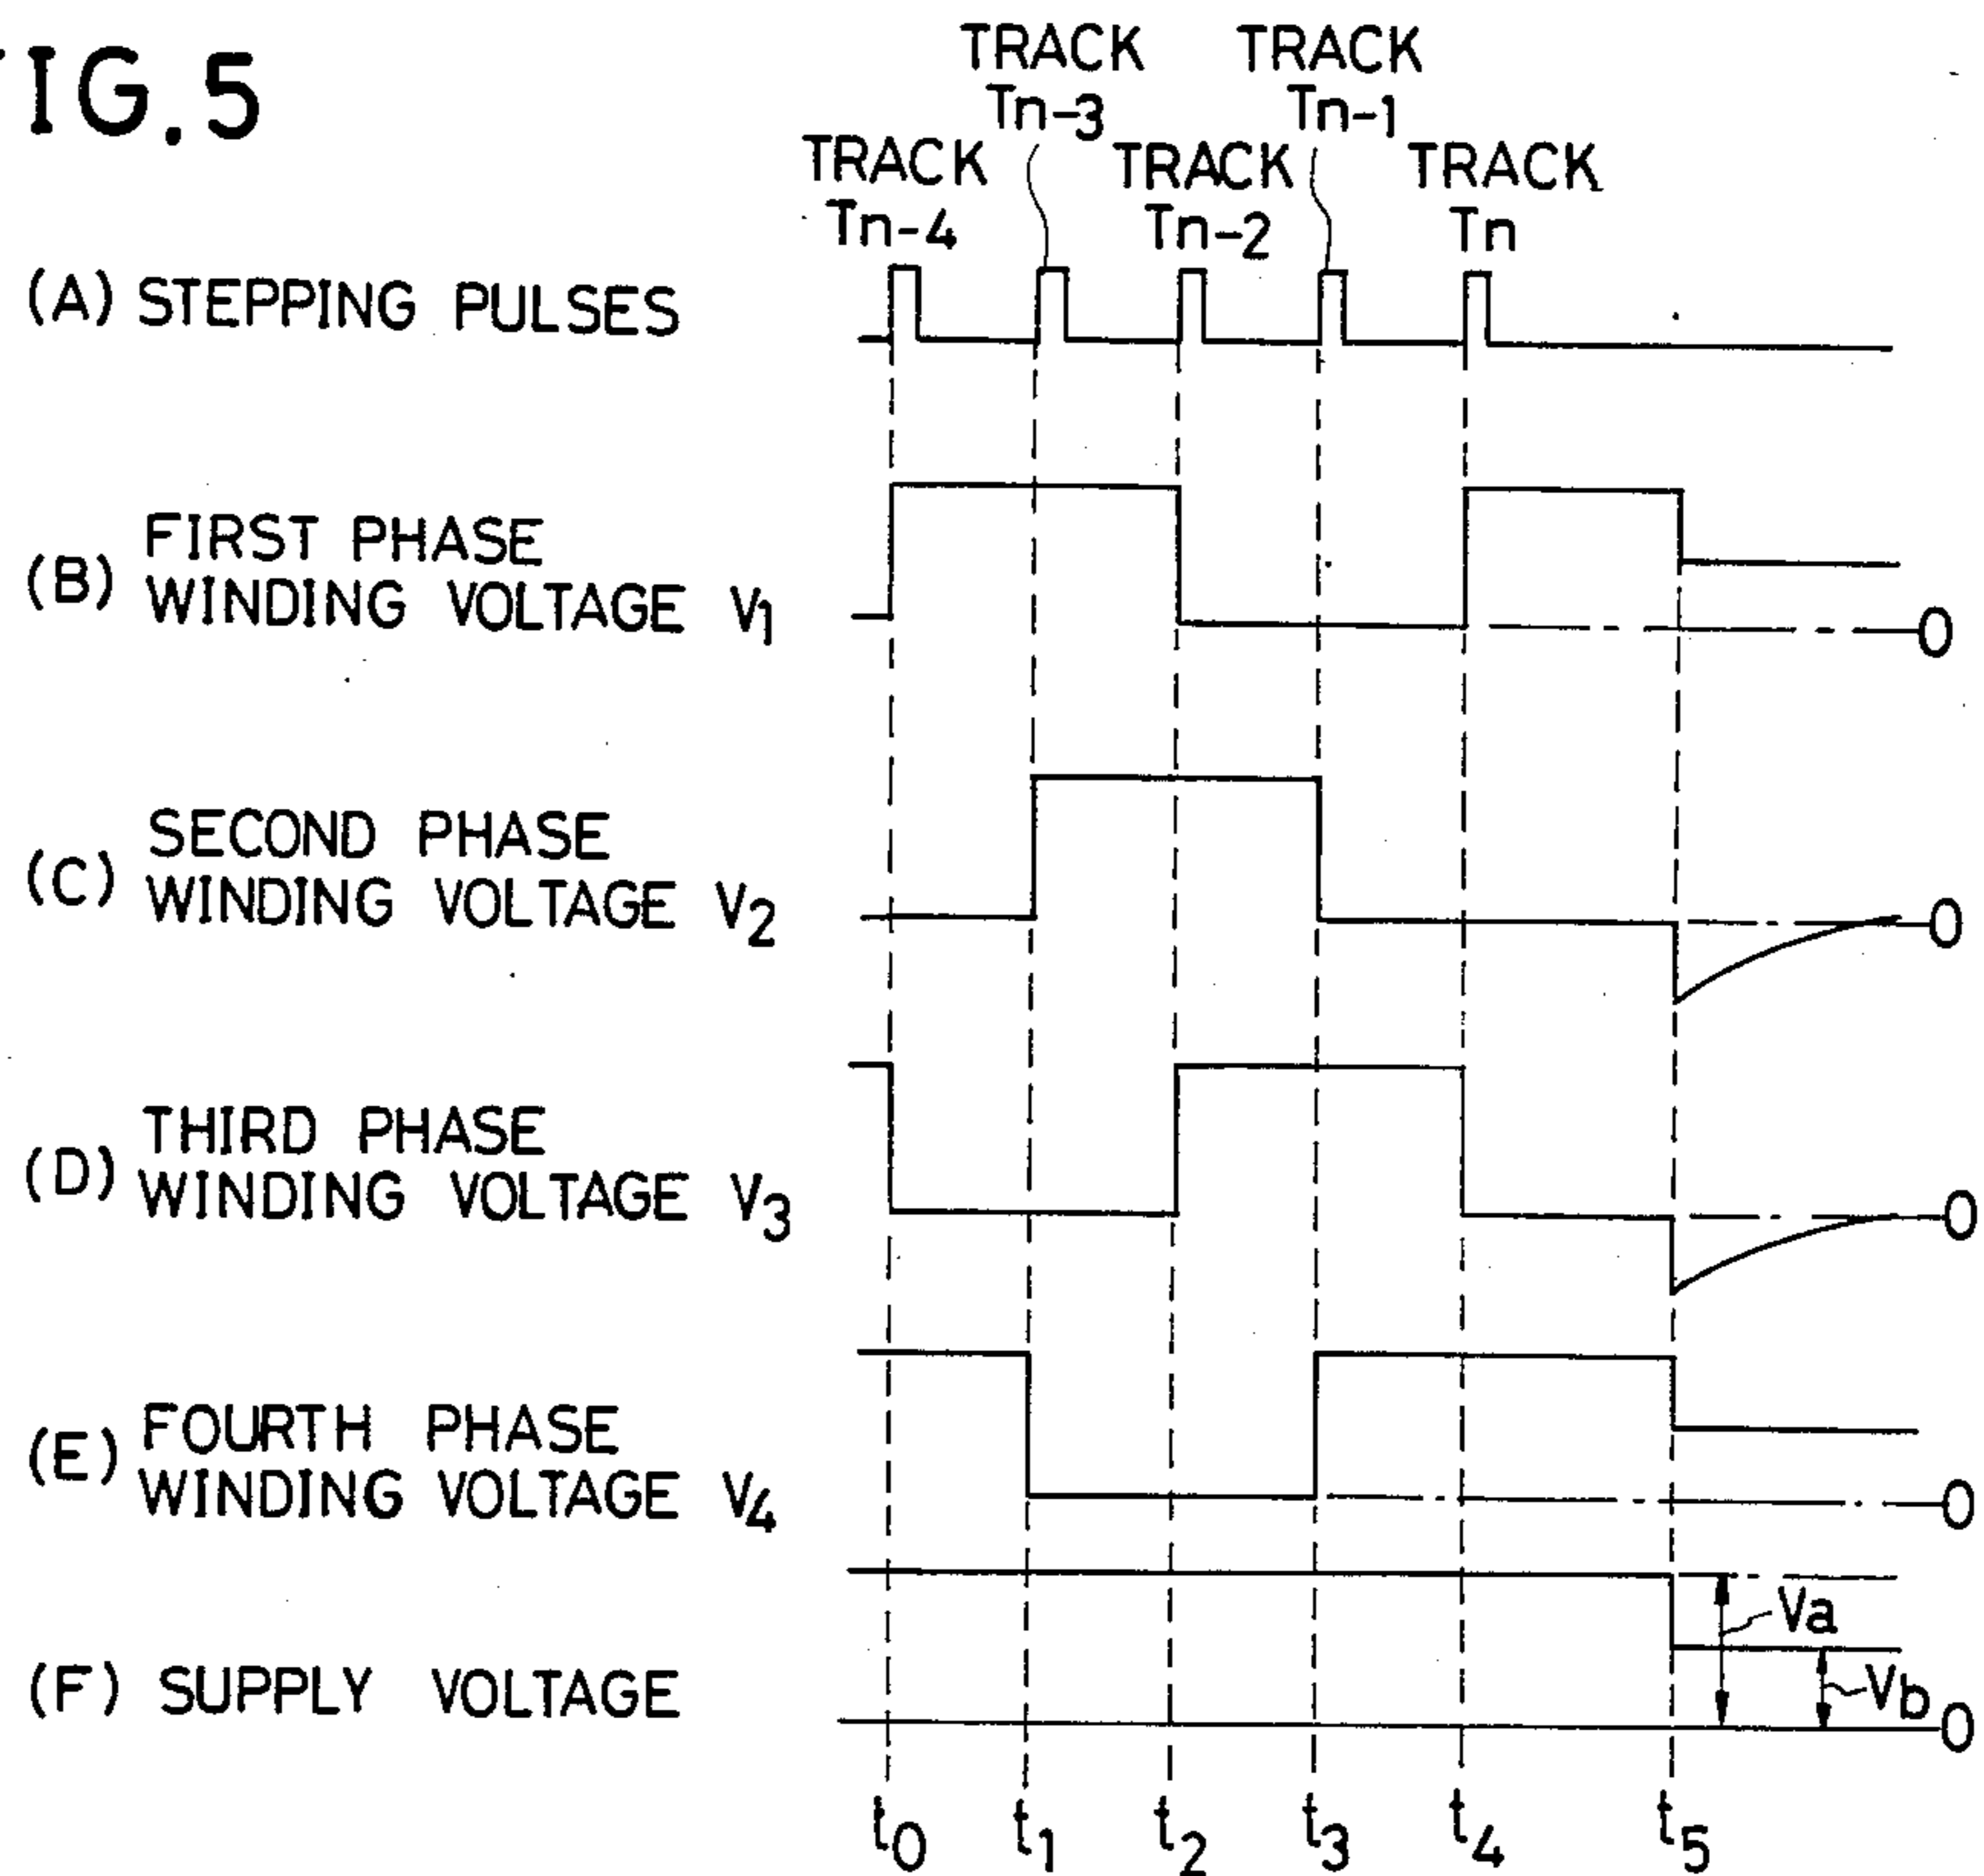 FIG.5
TRACK
Tn-3
TRACK
Tn-1
TRACK
Tn-4
TRACK
Tn-2
TRACK
Tn
(A) STEPPING PULSES
(B) FIRST PHASE
WINDING VOLTAGE V1
0
(C) SECOND PHASE
WINDING VOLTAGE V2
0
(D) THIRD PHASE
WINDING VOLTAGE V3
0
(E) FOURTH PHASE
WINDING VOLTAGE V4
0
Va
(F) SUPPLY VOLTAGE
Vb
0
t0 t1 t2 t3 t4 t5